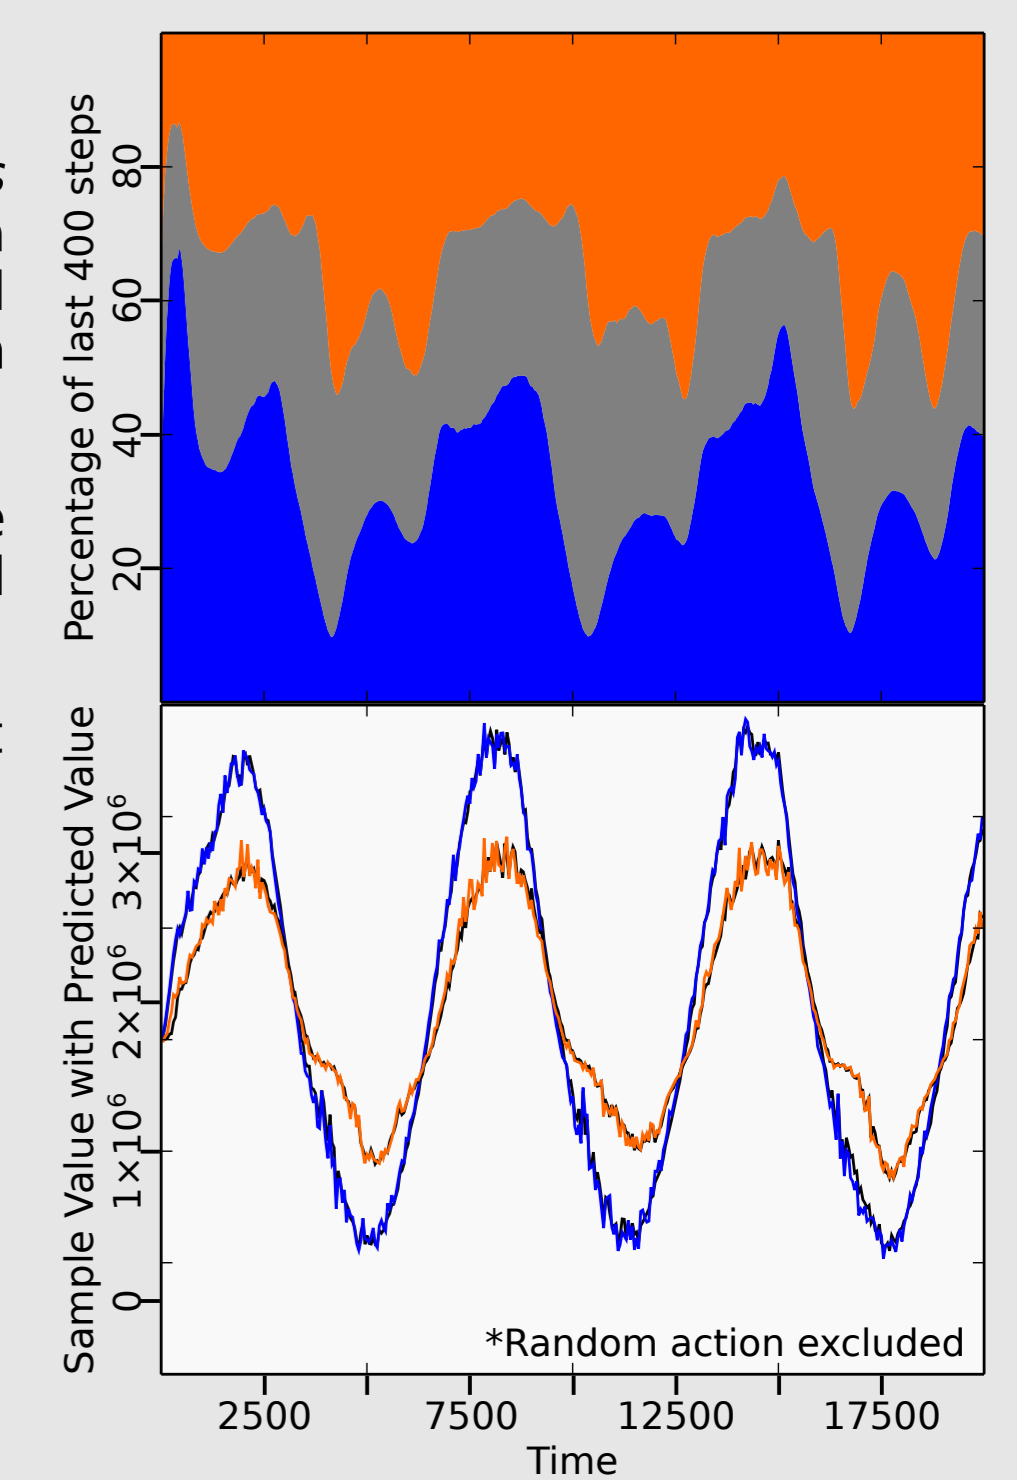 Percentage of last 400 steps
80
60
40
20
Sample Value with Predicted Value
3×10⁶
2×10⁶
1×10⁶
0
*Random action excluded
2500 7500 12500 17500
Time